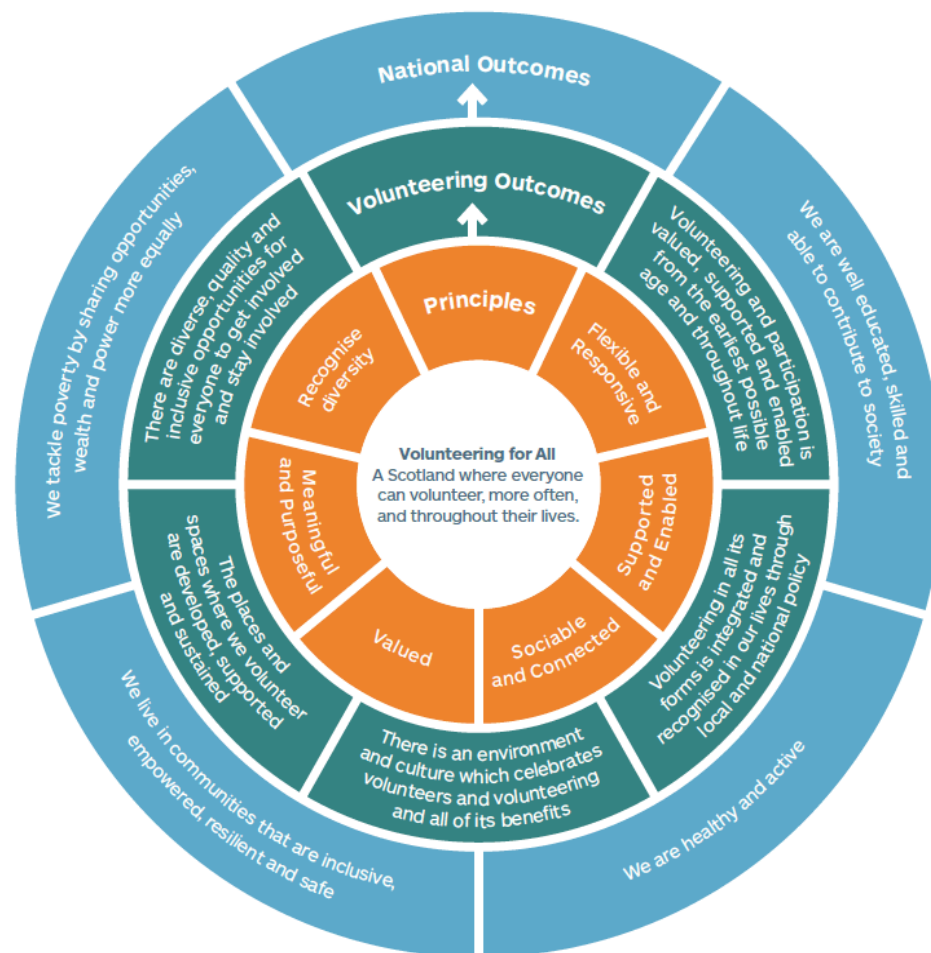 National Outcomes
We are well educated, skilled and
able to contribute to society
We are healthy and active
We live in communities that are inclusive,
empowered, resilient and safe
We tackle poverty by sharing opportunities,
wealth and power more equally
Volunteering Outcomes
Volunteering and participation is
valued, supported and enabled
from the earliest possible
age and throughout life
Volunteering in all its
forms is integrated and
recognised in our lives through
local and national policy
There is an environment
and culture which celebrates
volunteers and volunteering
and all of its benefits
The places and
spaces where we volunteer
are developed, supported
and sustained
There are diverse, quality and
inclusive opportunities for
everyone to get involved
and stay involved
Principles
Flexible and
Responsive
Supported
and Enabled
Sociable
and Connected
Valued
Meaningful
and Purposeful
Recognise
diversity
Volunteering for All
A Scotland where everyone
can volunteer, more often,
and throughout their lives.